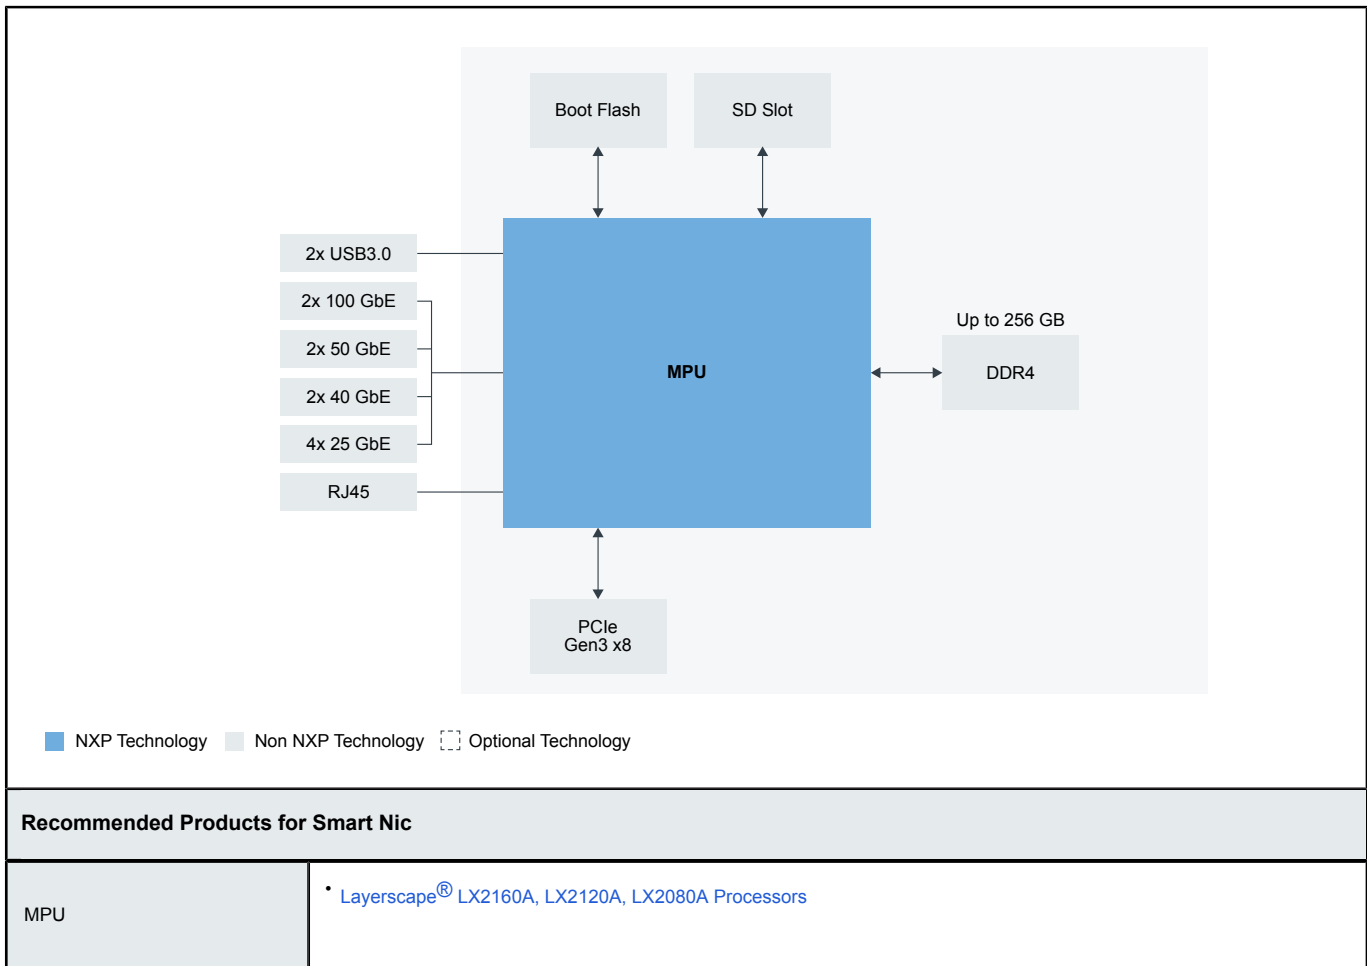 Boot Flash
SD Slot
2x USB3.0
2x 100 GbE
2x 50 GbE
2x 40 GbE
4x 25 GbE
RJ45
MPU
Up to 256 GB
DDR4
PCIe
Gen3 x8
NXP Technology
Non NXP Technology
Optional Technology
Recommended Products for Smart Nic
MPU
• Layerscape® LX2160A, LX2120A, LX2080A Processors